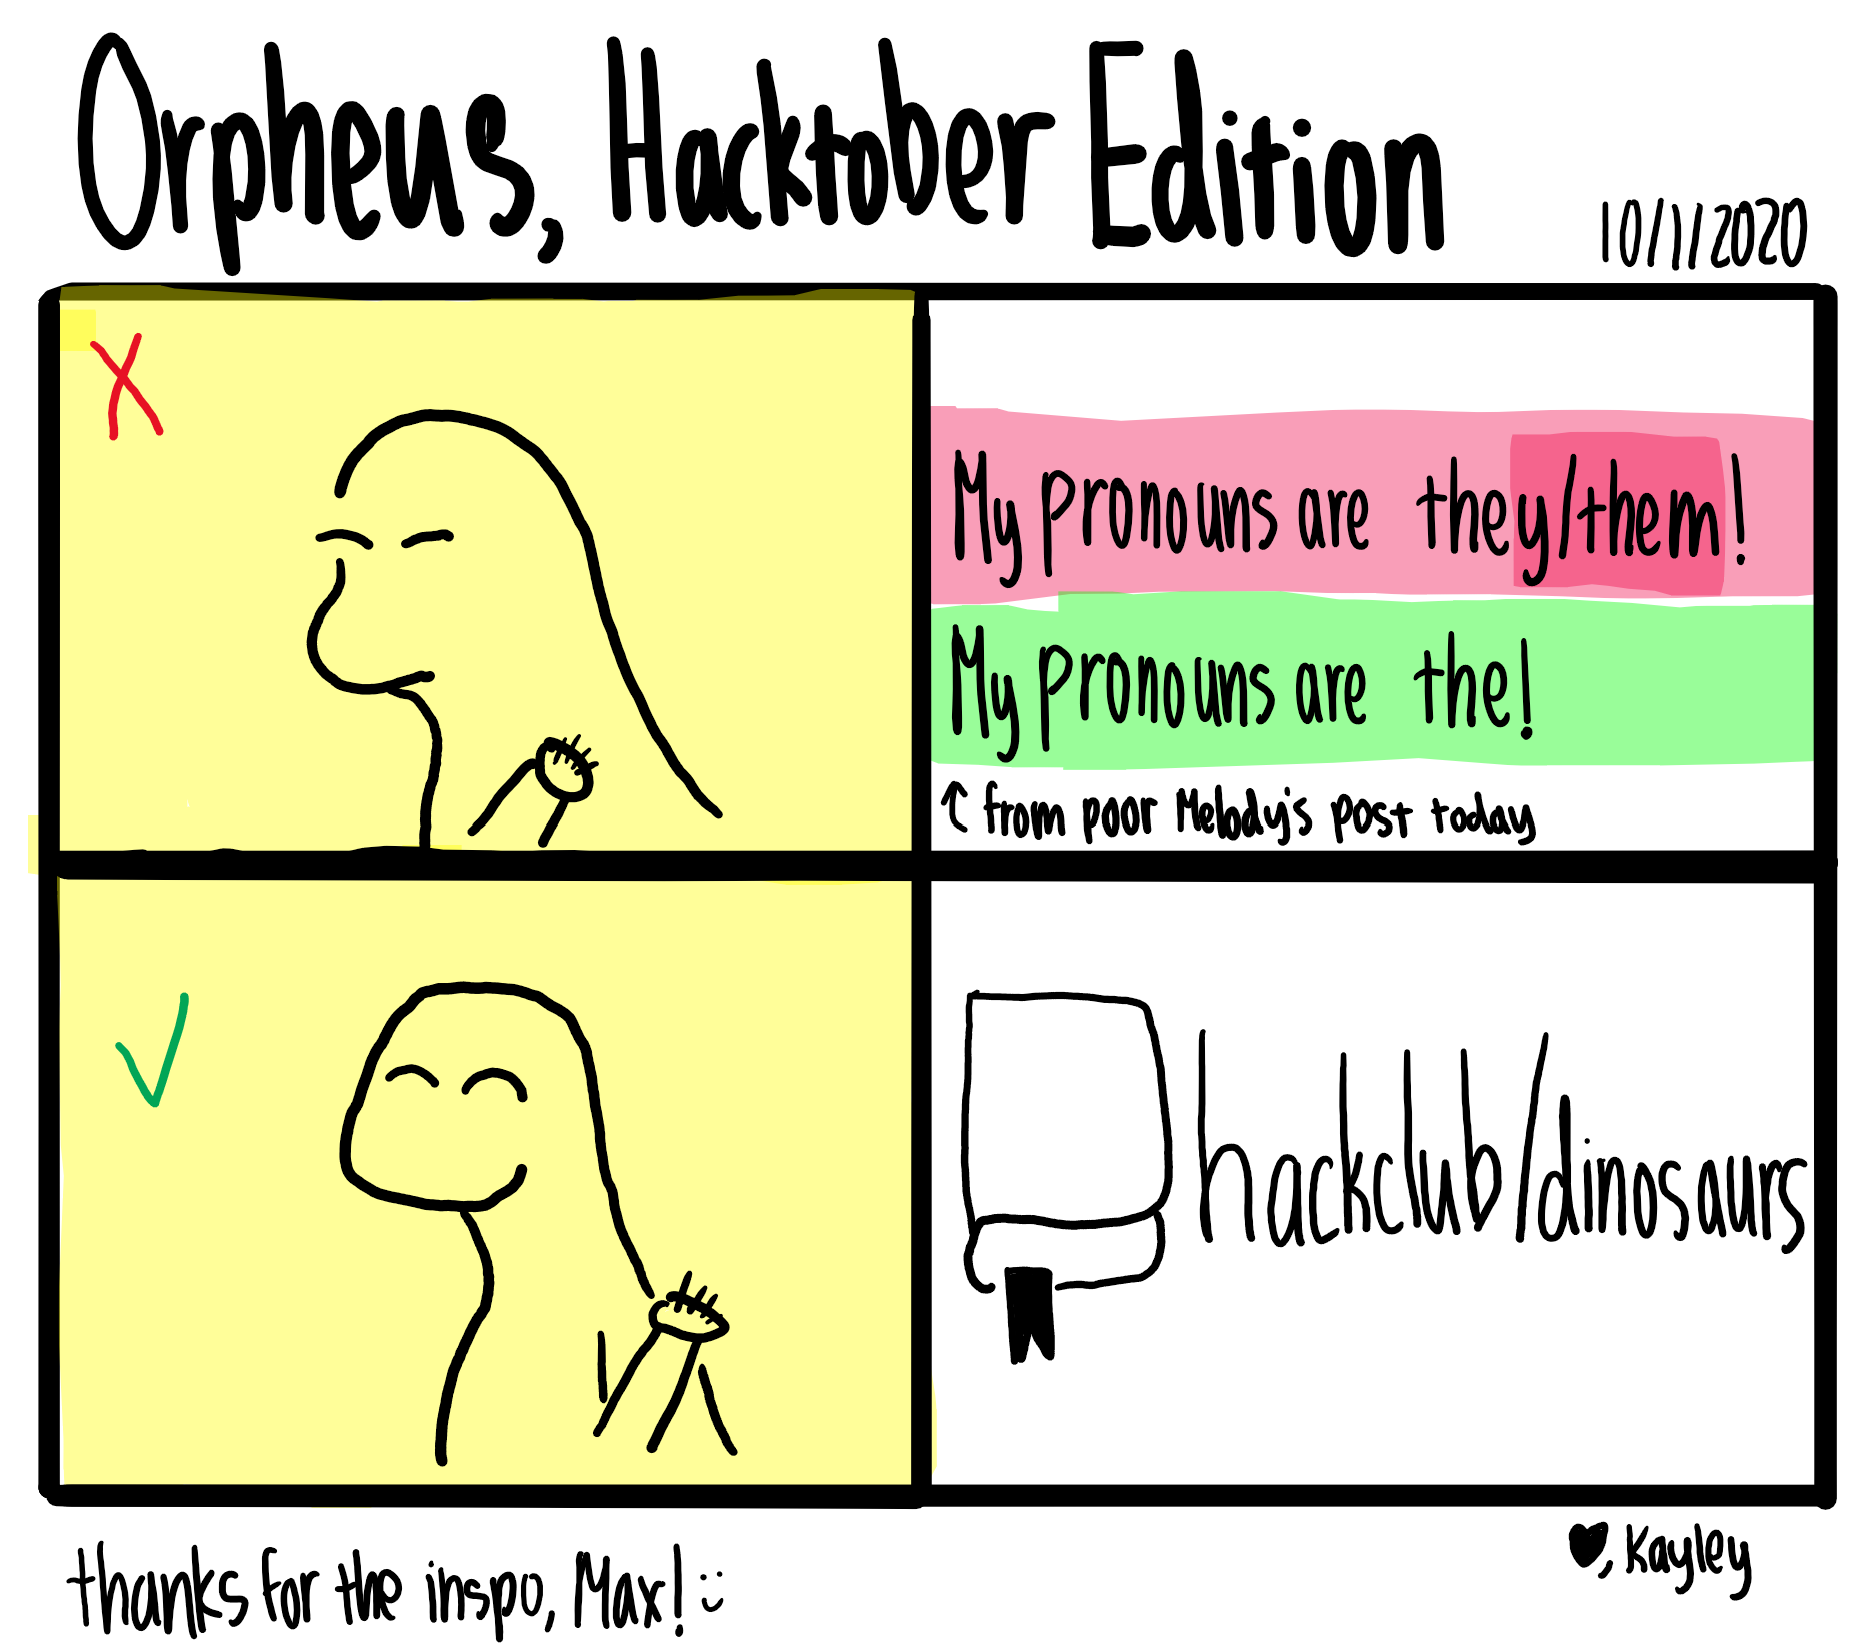 Orpheus, Hacktober Edition
10/1/2020
X
My pronouns are they/them!
My pronouns are the!
↑ from poor Melody's post today
✓
hackclub/dinosaurs
♥, Kayley
thanks for the inspo, Max! :)